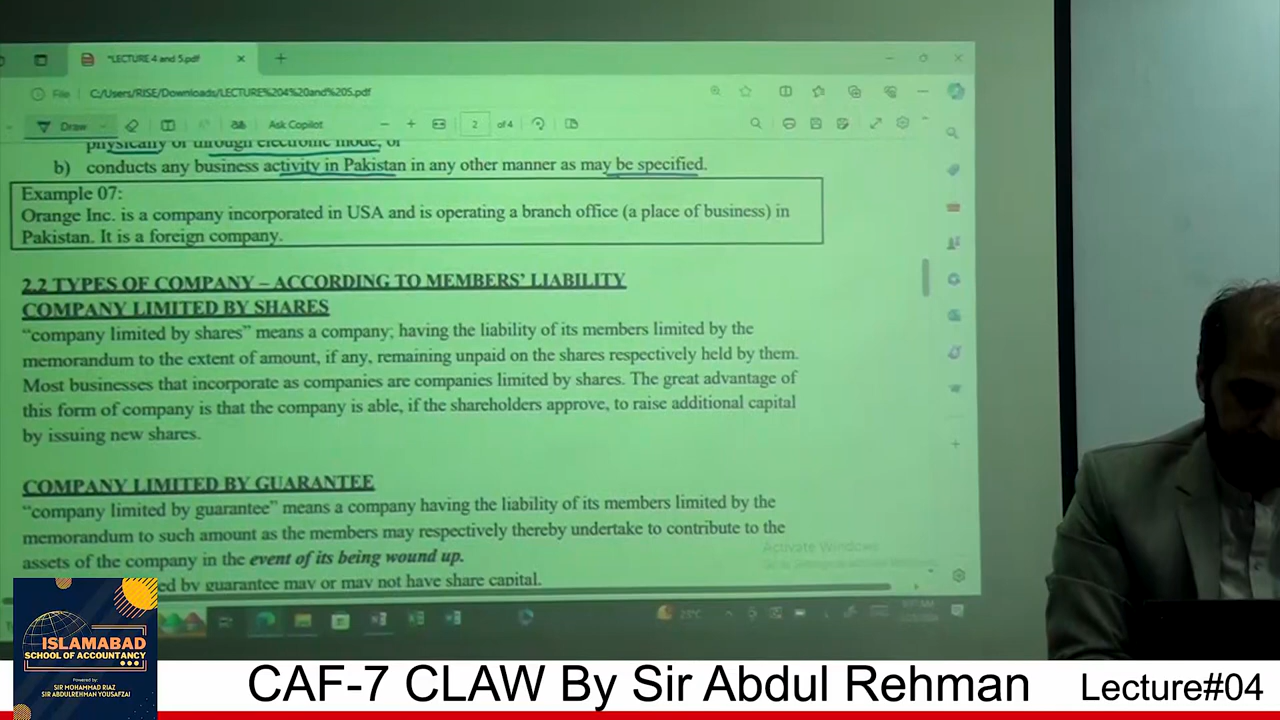 *LECTURE 4 and 5.pdf
File C:/Users/RISE/Downloads/LECTURE%204%20and%205.pdf
Draw Ask Copilot 2 of 4
physically or through electronic mode, or
b) conducts any business activity in Pakistan in any other manner as may be specified.
Example 07:
Orange Inc. is a company incorporated in USA and is operating a branch office (a place of business) in
Pakistan. It is a foreign company.
2.2 TYPES OF COMPANY – ACCORDING TO MEMBERS' LIABILITY
COMPANY LIMITED BY SHARES
"company limited by shares" means a company; having the liability of its members limited by the
memorandum to the extent of amount, if any, remaining unpaid on the shares respectively held by them.
Most businesses that incorporate as companies are companies limited by shares. The great advantage of
this form of company is that the company is able, if the shareholders approve, to raise additional capital
by issuing new shares.
COMPANY LIMITED BY GUARANTEE
"company limited by guarantee" means a company having the liability of its members limited by the
memorandum to such amount as the members may respectively thereby undertake to contribute to the
assets of the company in the event of its being wound up.
ed by guarantee may or may not have share capital.
Activate Windows
ISLAMABAD
SCHOOL OF ACCOUNTANCY
Powered by:
SIR MOHAMMAD RIAZ
SIR ABDULREHMAN YOUSAFZAI
CAF-7 CLAW By Sir Abdul Rehman
Lecture#04